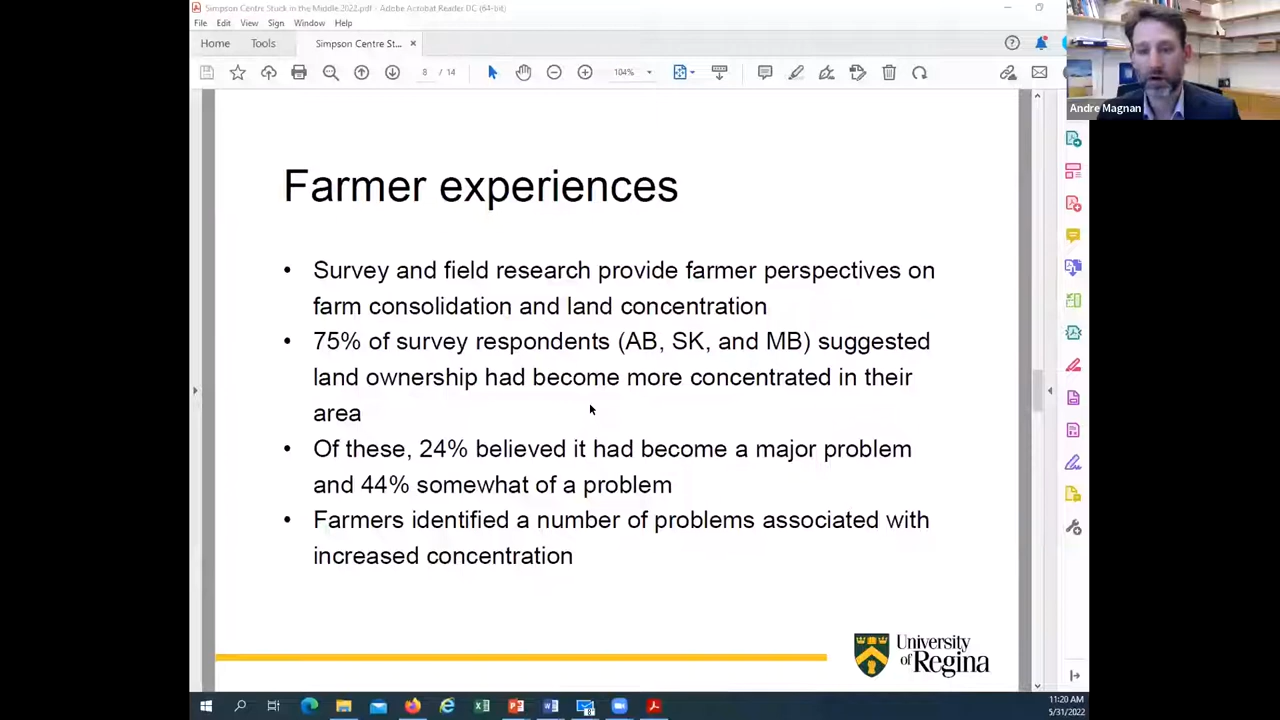 Simpson Centre Stuck in the Middle.2022.pdf - Adobe Acrobat Reader DC (64-bit)
File Edit View Sign Window Help
Home Tools Simpson Centre St...
8 / 14 104%
Andre Magnan
Farmer experiences
• Survey and field research provide farmer perspectives on
farm consolidation and land concentration
• 75% of survey respondents (AB, SK, and MB) suggested
land ownership had become more concentrated in their
area
• Of these, 24% believed it had become a major problem
and 44% somewhat of a problem
• Farmers identified a number of problems associated with
increased concentration
University
of Regina
11:20 AM
5/31/2022